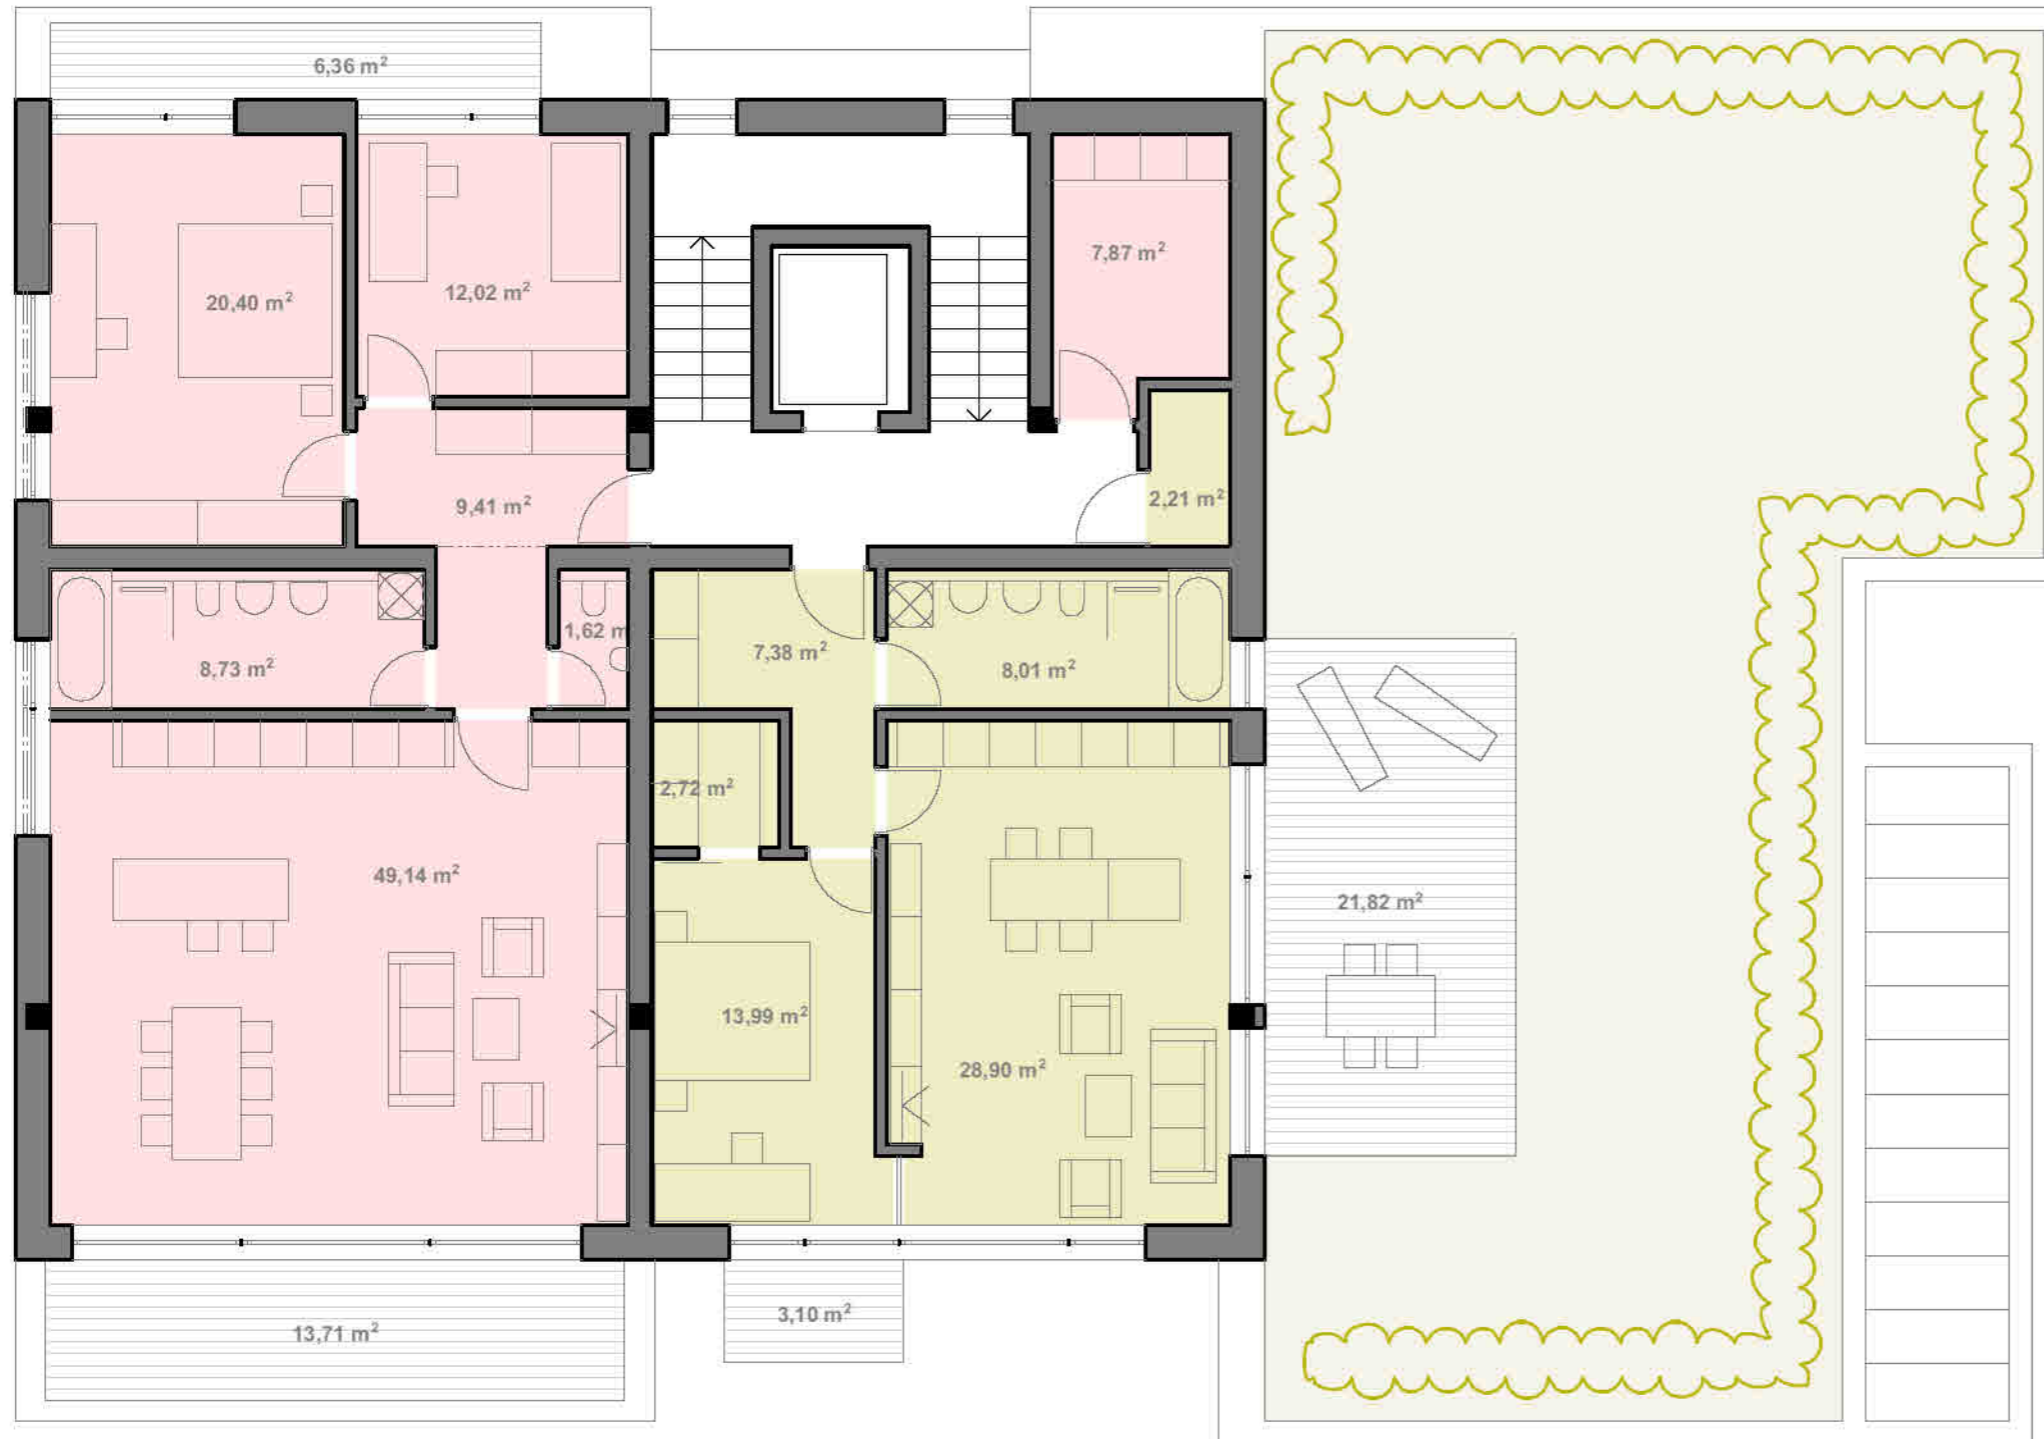 6,36 m²
7,87 m²
12,02 m²
20,40 m²
2,21 m²
9,41 m²
1,62 m
7,38 m²
8,73 m²
8,01 m²
2,72 m²
49,14 m²
21,82 m²
13,99 m²
28,90 m²
3,10 m²
13,71 m²